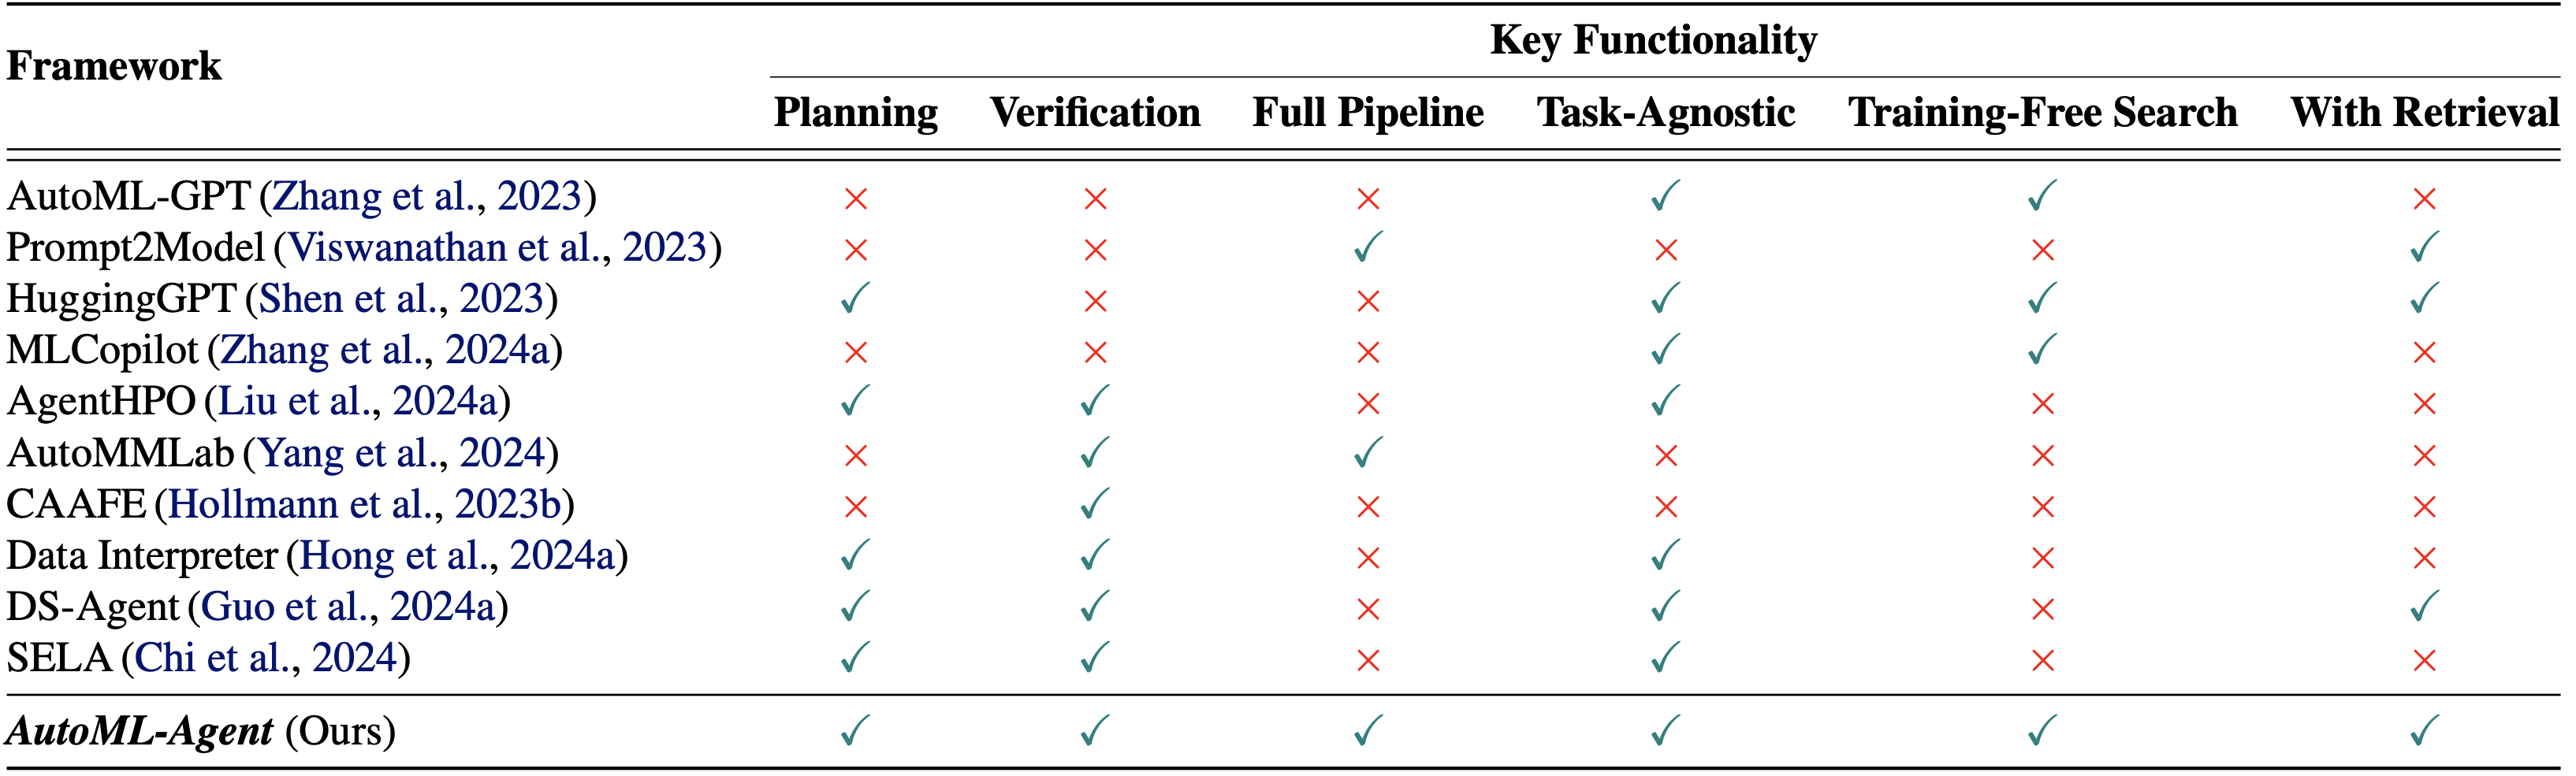 Key Functionality
Framework
Planning Verification Full Pipeline Task-Agnostic Training-Free Search With Retrieval
AutoML-GPT (Zhang et al., 2023) × × × ✓ ✓ ×
Prompt2Model (Viswanathan et al., 2023) × × ✓ × × ✓
HuggingGPT (Shen et al., 2023) ✓ × × ✓ ✓ ✓
MLCopilot (Zhang et al., 2024a) × × × ✓ ✓ ×
AgentHPO (Liu et al., 2024a) ✓ ✓ × ✓ × ×
AutoMMLab (Yang et al., 2024) × ✓ ✓ × × ×
CAAFE (Hollmann et al., 2023b) × ✓ × × × ×
Data Interpreter (Hong et al., 2024a) ✓ ✓ × ✓ × ×
DS-Agent (Guo et al., 2024a) ✓ ✓ × ✓ × ✓
SELA (Chi et al., 2024) ✓ ✓ × ✓ × ×
AutoML-Agent (Ours) ✓ ✓ ✓ ✓ ✓ ✓